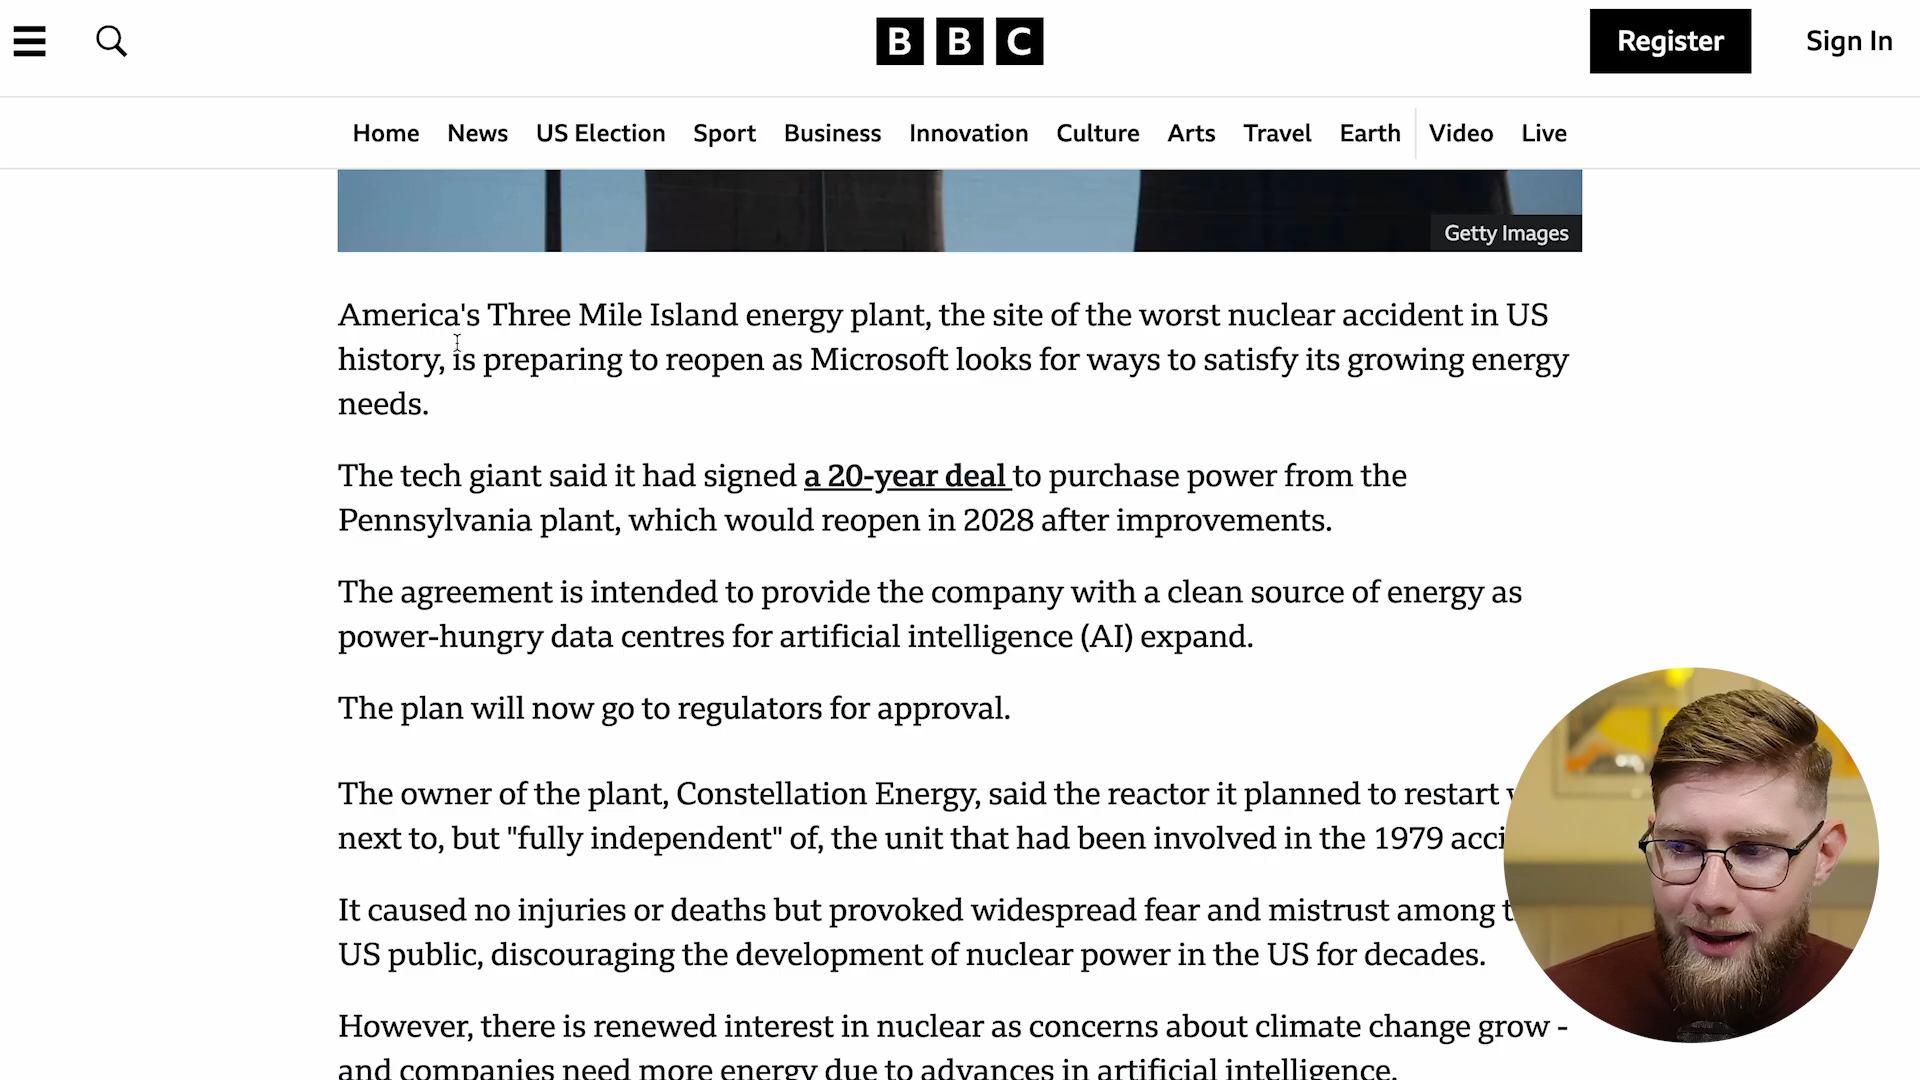 BBC
Register
Sign In
Home News US Election Sport Business Innovation Culture Arts Travel Earth Video Live
Getty Images
America's Three Mile Island energy plant, the site of the worst nuclear accident in US
history, is preparing to reopen as Microsoft looks for ways to satisfy its growing energy
needs.
The tech giant said it had signed a 20-year deal to purchase power from the
Pennsylvania plant, which would reopen in 2028 after improvements.
The agreement is intended to provide the company with a clean source of energy as
power-hungry data centres for artificial intelligence (AI) expand.
The plan will now go to regulators for approval.
The owner of the plant, Constellation Energy, said the reactor it planned to restart
next to, but "fully independent" of, the unit that had been involved in the 1979
It caused no injuries or deaths but provoked widespread fear and mistrust among
US public, discouraging the development of nuclear power in the US for decades.
However, there is renewed interest in nuclear as concerns about climate change grow -
and companies need more energy due to advances in artificial intelligence.